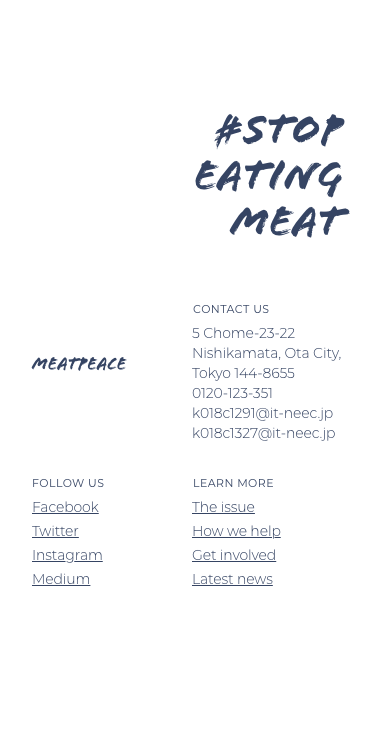 #STOP
EATING
MEAT
MEATPEACE
CONTACT US
5 Chome-23-22
Nishikamata, Ota City,
Tokyo 144-8655
0120-123-351
k018c1291@it-neec.jp
k018c1327@it-neec.jp
FOLLOW US
Facebook
Twitter
Instagram
Medium
LEARN MORE
The issue
How we help
Get involved
Latest news